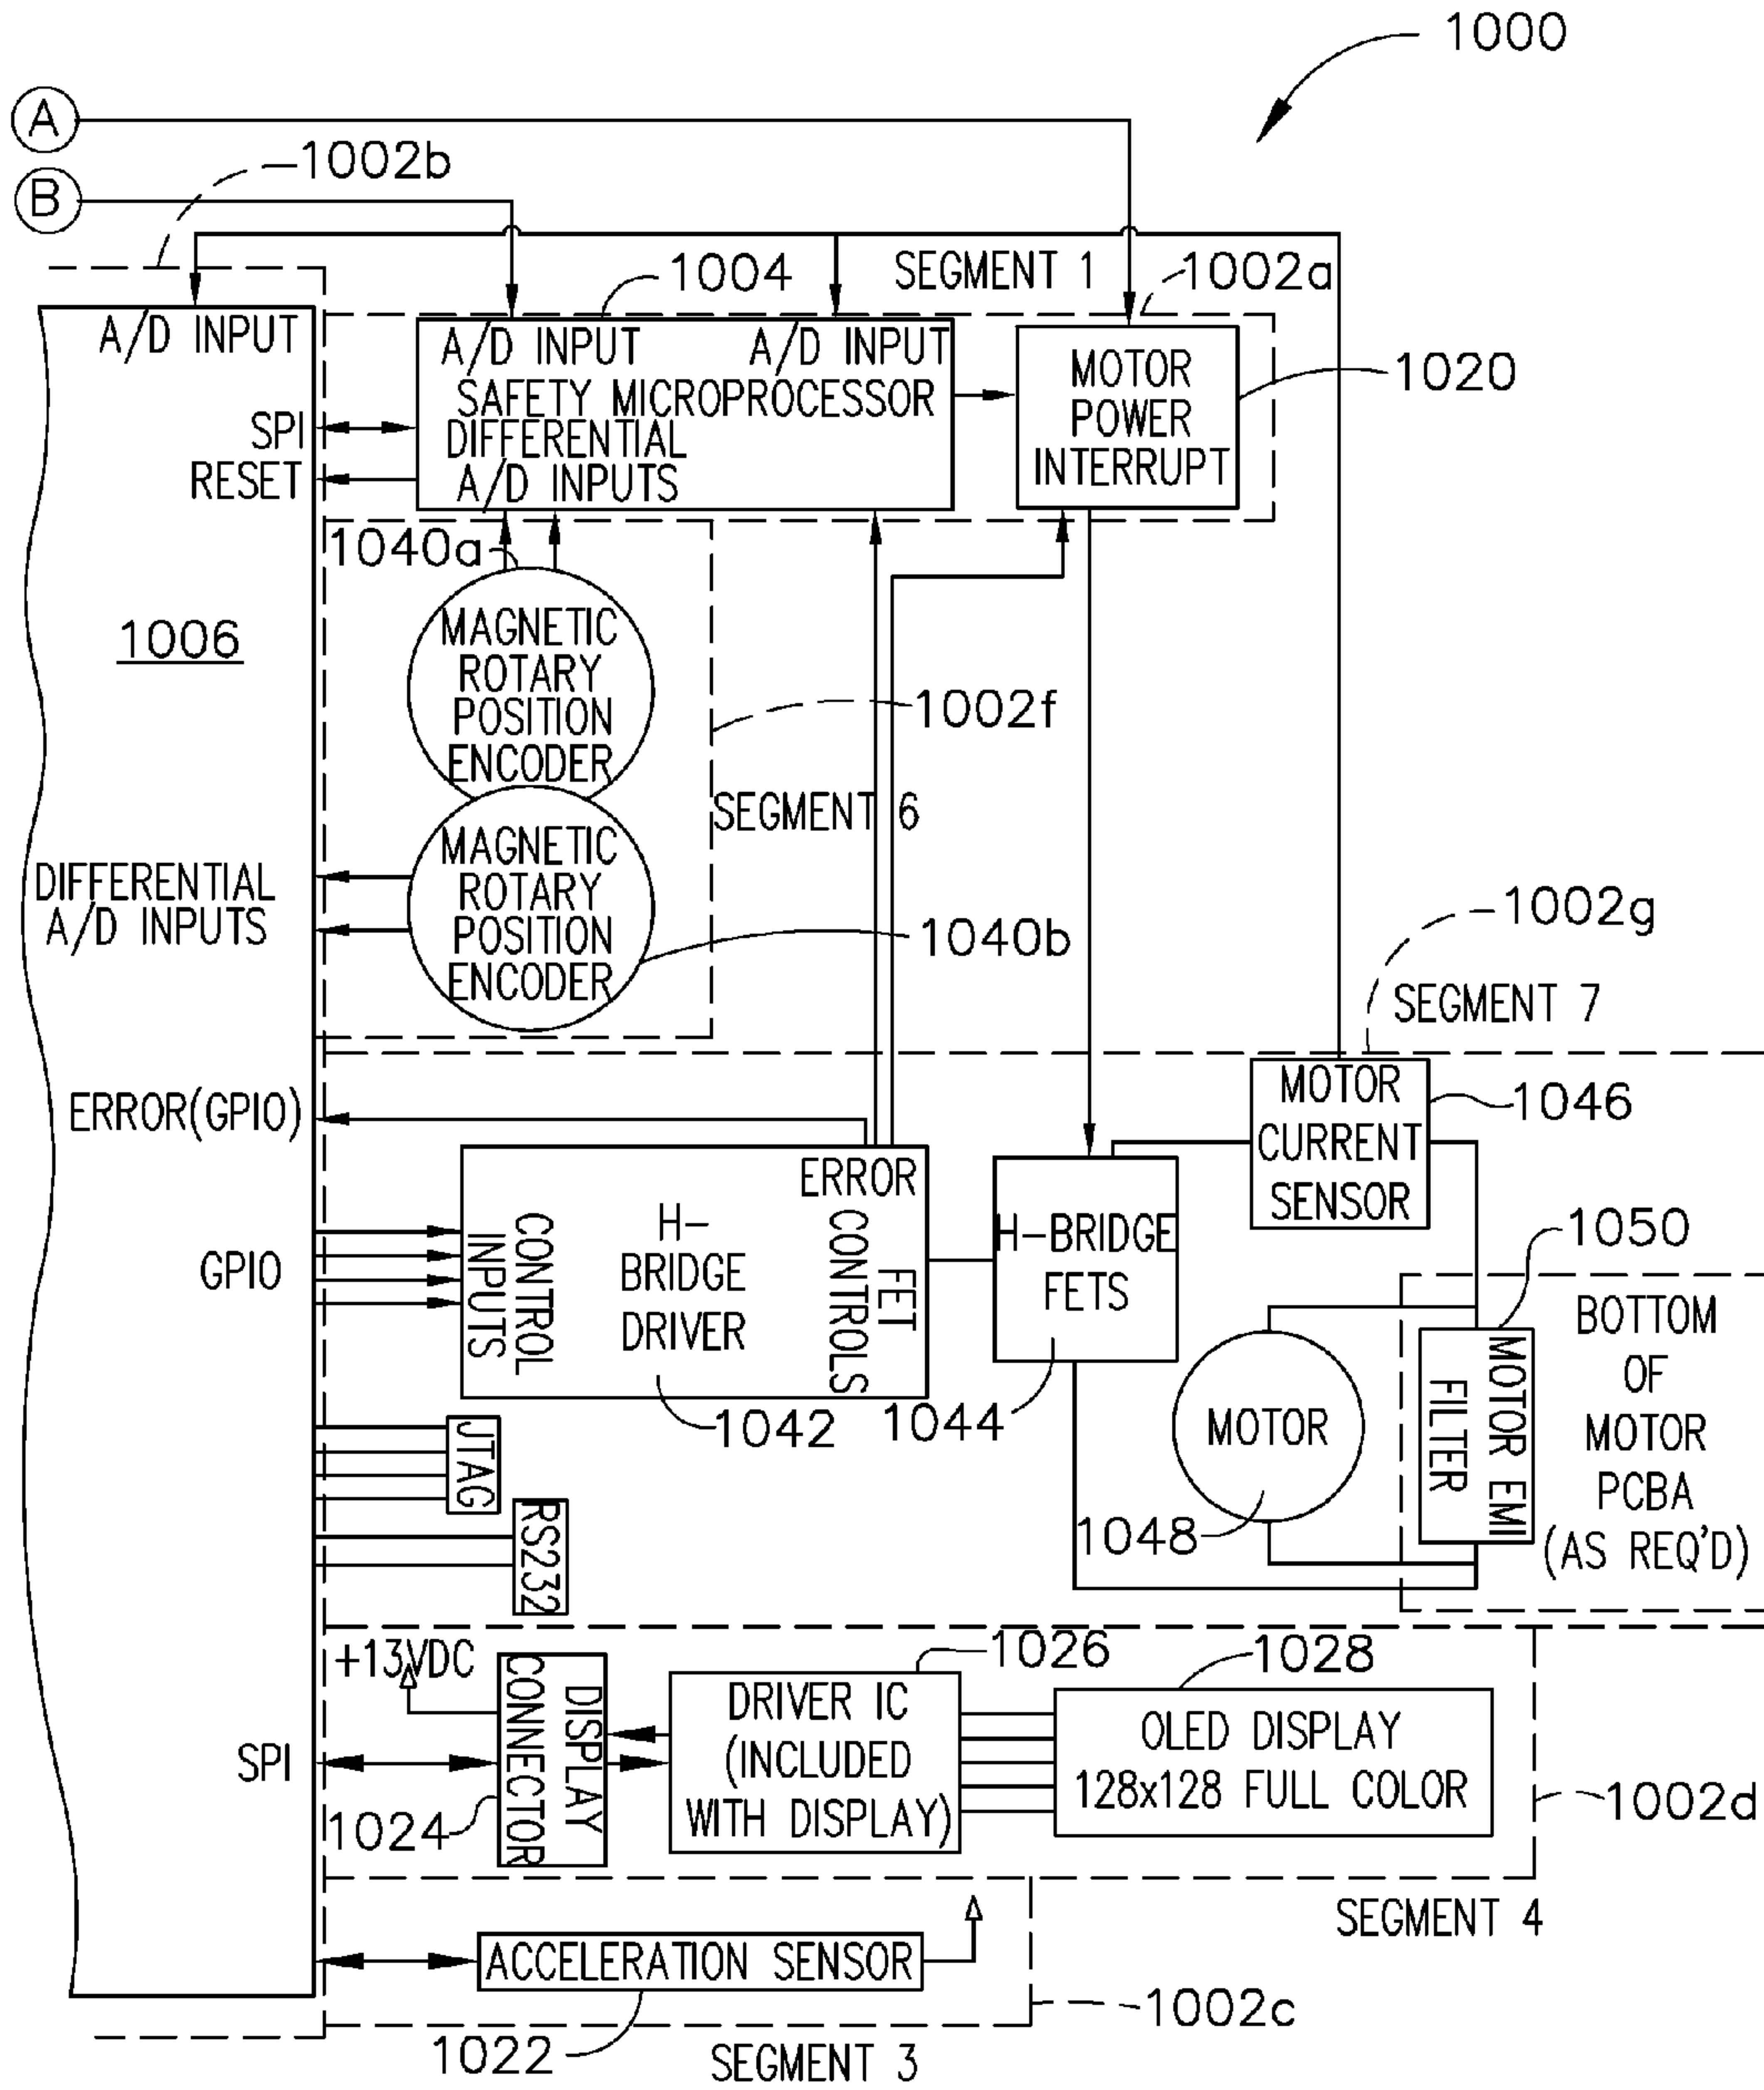 1000
A
1002b
B
1004
SEGMENT 1
1002a
A/D INPUT
A/D INPUT
A/D INPUT
SAFETY MICROPROCESSOR
DIFFERENTIAL
A/D INPUTS
MOTOR
POWER
INTERRUPT
1020
SPI
RESET
1040a
1006
MAGNETIC
ROTARY
POSITION
ENCODER
1002f
SEGMENT 6
MAGNETIC
ROTARY
POSITION
ENCODER
DIFFERENTIAL
A/D INPUTS
1040b
1002g
SEGMENT 7
ERROR(GPIO)
MOTOR
CURRENT
SENSOR
1046
ERROR
GPIO
CONTROL
INPUTS
H-
BRIDGE
DRIVER
FET
CONTROLS
H-BRIDGE
FETS
1050
BOTTOM
OF
MOTOR
PCBA
(AS REQ'D)
MOTOR EMI
FILTER
1042
1044
MOTOR
JTAG
1048
RS232
+13VDC
1026
1028
DISPLAY
CONNECTOR
DRIVER IC
(INCLUDED
WITH DISPLAY)
OLED DISPLAY
128x128 FULL COLOR
SPI
1024
1002d
SEGMENT 4
ACCELERATION SENSOR
1002c
1022
SEGMENT 3